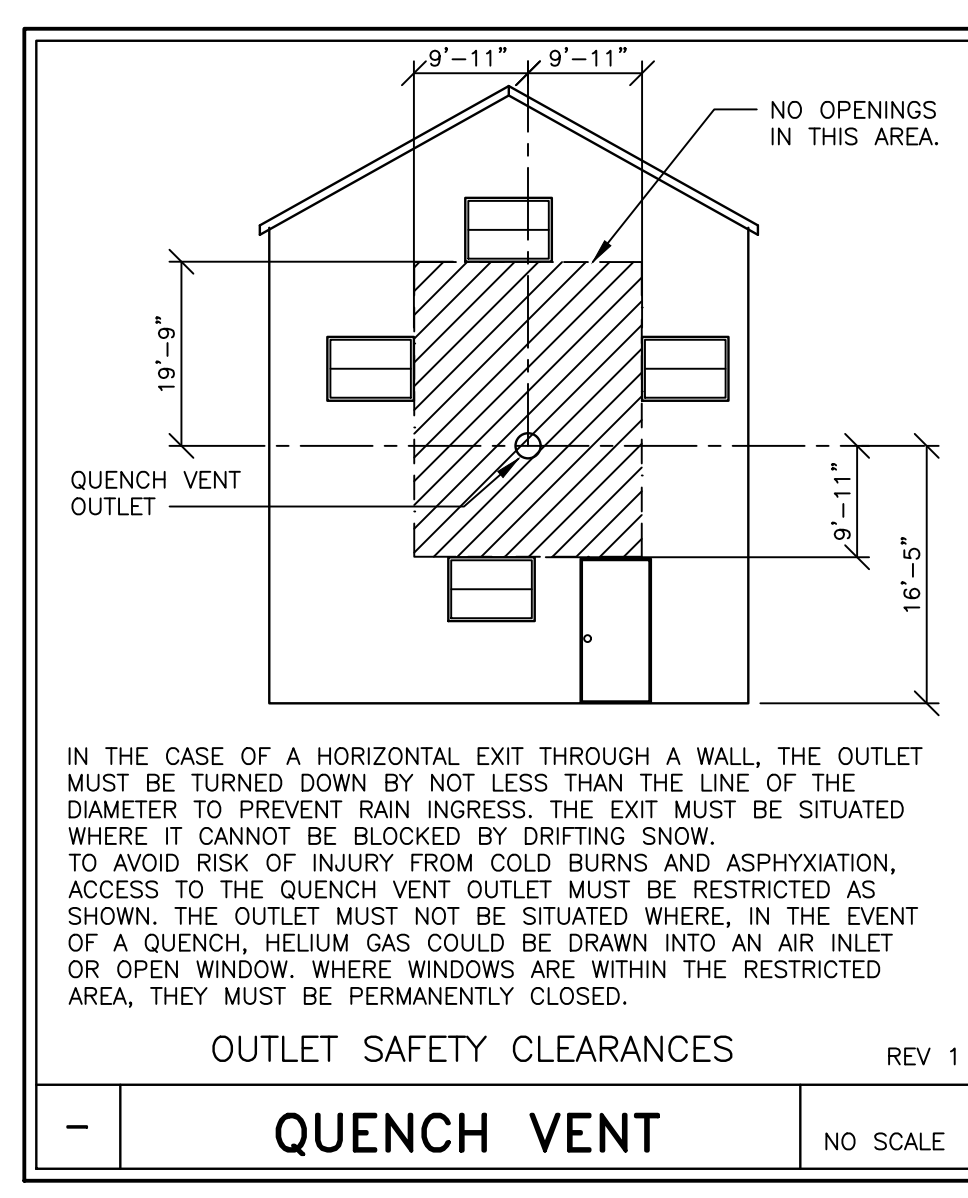 9'-11" 9'-11"
NO OPENINGS
IN THIS AREA.
19'-9"
QUENCH VENT
OUTLET
9'-11"
16'-5"
IN THE CASE OF A HORIZONTAL EXIT THROUGH A WALL, THE OUTLET
MUST BE TURNED DOWN BY NOT LESS THAN THE LINE OF THE
DIAMETER TO PREVENT RAIN INGRESS. THE EXIT MUST BE SITUATED
WHERE IT CANNOT BE BLOCKED BY DRIFTING SNOW.
TO AVOID RISK OF INJURY FROM COLD BURNS AND ASPHYXIATION,
ACCESS TO THE QUENCH VENT OUTLET MUST BE RESTRICTED AS
SHOWN. THE OUTLET MUST NOT BE SITUATED WHERE, IN THE EVENT
OF A QUENCH, HELIUM GAS COULD BE DRAWN INTO AN AIR INLET
OR OPEN WINDOW. WHERE WINDOWS ARE WITHIN THE RESTRICTED
AREA, THEY MUST BE PERMANENTLY CLOSED.
OUTLET SAFETY CLEARANCES
REV 1
-
QUENCH VENT
NO SCALE